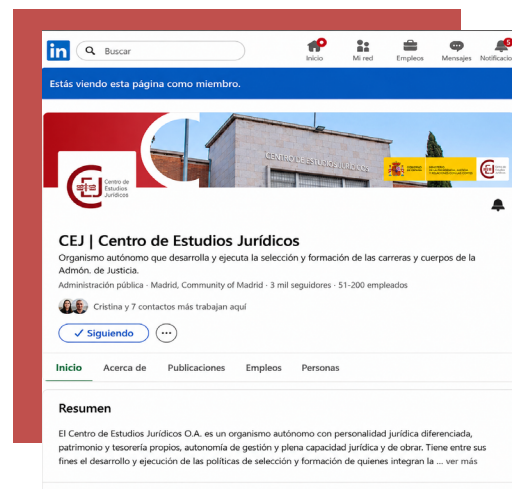 in
Buscar
Inicio
Mi red
Empleos
Mensajes
5
Notificacio
Estás viendo esta página como miembro.
CENTRO DE ESTUDIOS JURÍDICOS
CEJ
Centro de
Estudios
Jurídicos
CEJ | Centro de Estudios Jurídicos
Organismo autónomo que desarrolla y ejecuta la selección y formación de las carreras y cuerpos de la
Admón. de Justicia.
Administración pública · Madrid, Community of Madrid · 3 mil seguidores · 51-200 empleados
Cristina y 7 contactos más trabajan aquí
✓ Siguiendo
Inicio
Acerca de
Publicaciones
Empleos
Personas
Resumen
El Centro de Estudios Jurídicos O.A. es un organismo autónomo con personalidad jurídica diferenciada,
patrimonio y tesorería propios, autonomía de gestión y plena capacidad jurídica y de obrar. Tiene entre sus
fines el desarrollo y ejecución de las políticas de selección y formación de quienes integran la ... ver más